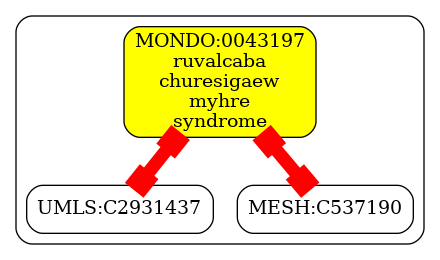 MONDO:0043197
ruvalcaba
churesigaew
myhre
syndrome
UMLS:C2931437
MESH:C537190